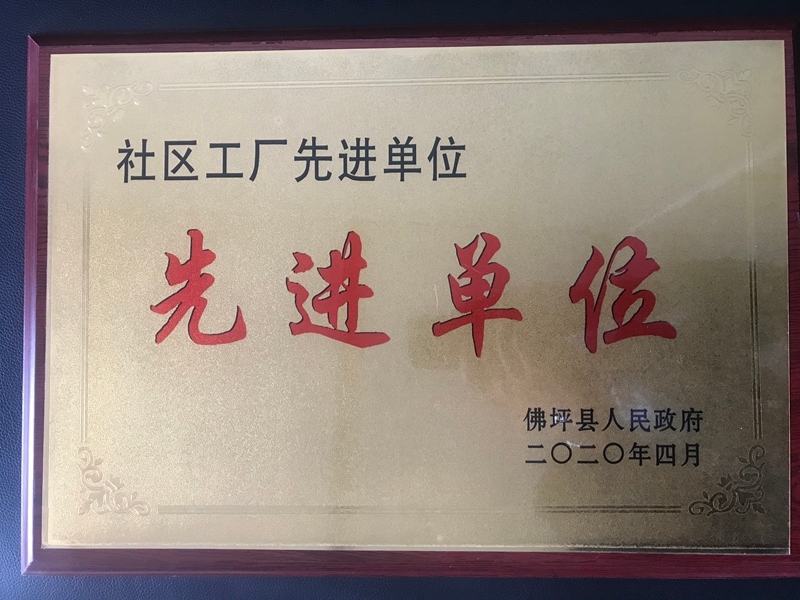 社区工厂先进单位
先进单位
佛坪县人民政府
二〇二〇年四月